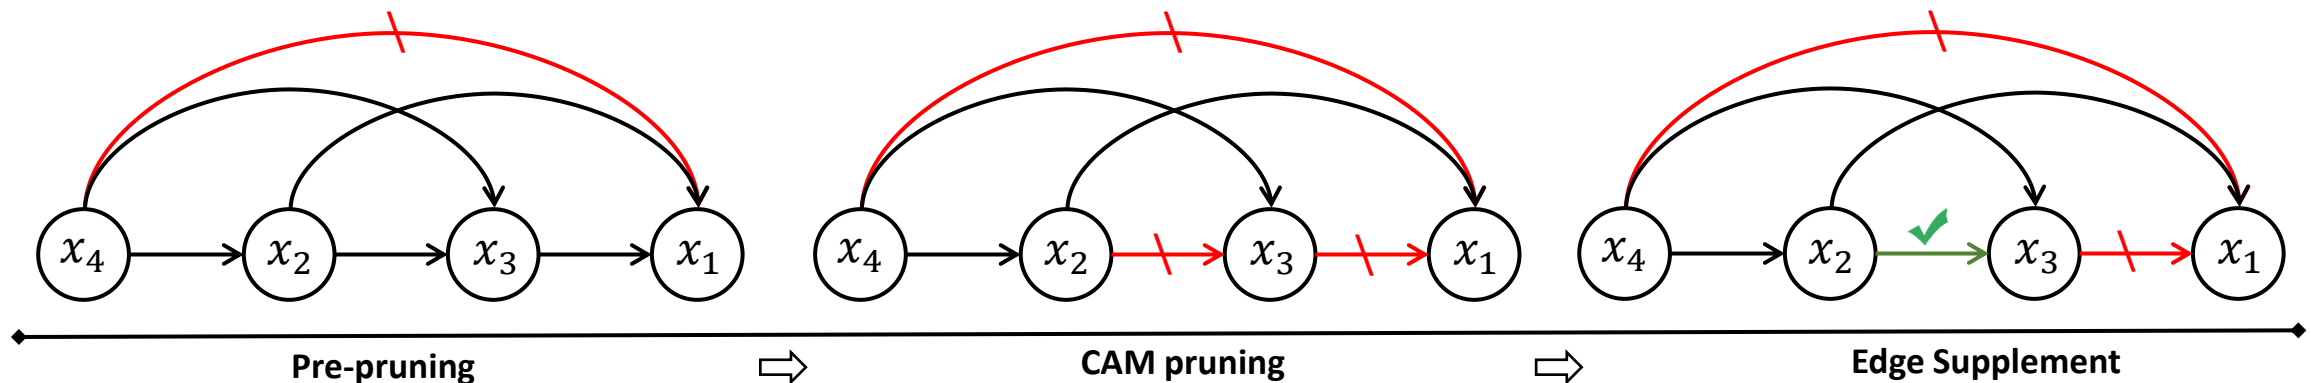 x₄ x₂ x₃ x₁ x₄ x₂ x₃ x₁ x₄ x₂ x₃ x₁
Pre-pruning CAM pruning Edge Supplement